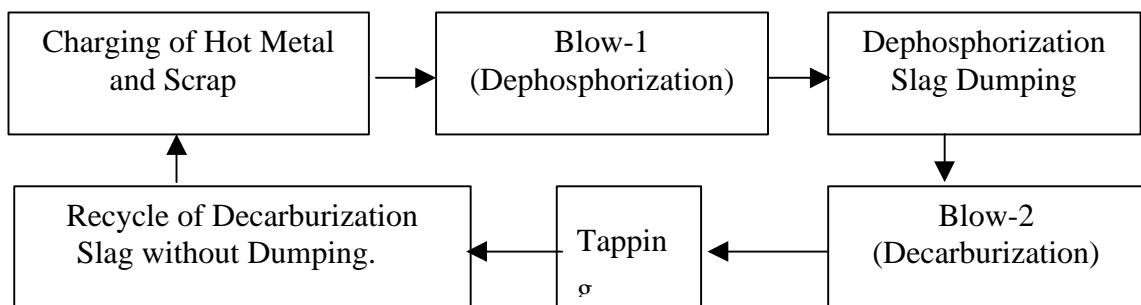 Charging of Hot Metal
and Scrap
Blow-1
(Dephosphorization)
Dephosphorization
Slag Dumping
Recycle of Decarburization
Slag without Dumping.
Tappin
g
Blow-2
(Decarburization)